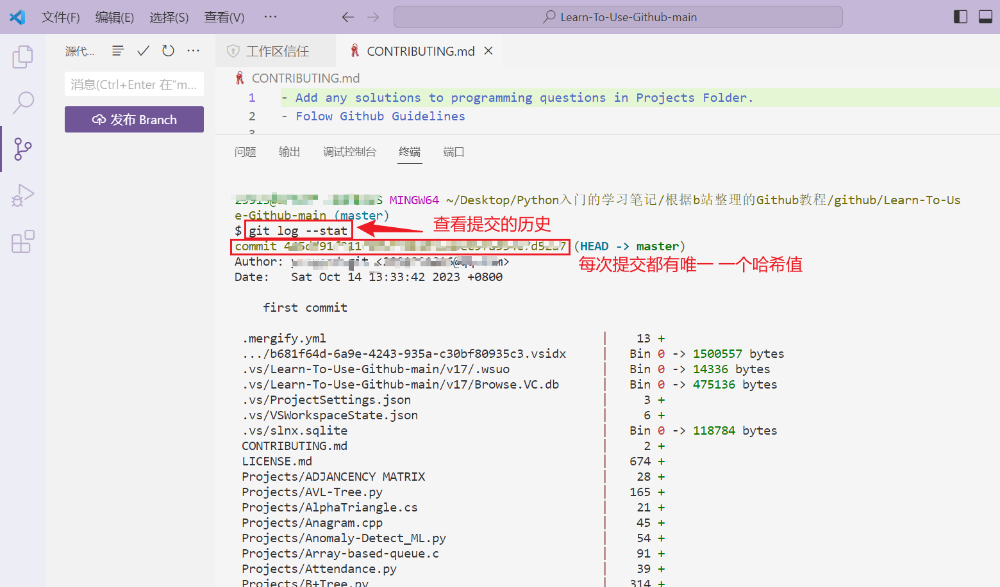 文件(F) 编辑(E) 选择(S) 查看(V) ··· Learn-To-Use-Github-main
源代... 工作区信任 CONTRIBUTING.md
消息(Ctrl+Enter 在“m...
发布 Branch
CONTRIBUTING.md
1 - Add any solutions to programming questions in Projects Folder.
2 - Folow Github Guidelines
3
问题 输出 调试控制台 终端 端口
MINGW64 ~/Desktop/Python入门的学习笔记/根据b站整理的Github教程/github/Learn-To-Us
e-Github-main (master)
$ git log --stat
查看提交的历史
commit (HEAD -> master)
每次提交都有唯一 一个哈希值
Author:
Date:   Sat Oct 14 13:33:42 2023 +0800
first commit
.mergify.yml | 13 +
.../b681f64d-6a9e-4243-935a-c30bf80935c3.vsidx | Bin 0 -> 1500557 bytes
.vs/Learn-To-Use-Github-main/v17/.wsuo | Bin 0 -> 14336 bytes
.vs/Learn-To-Use-Github-main/v17/Browse.VC.db | Bin 0 -> 475136 bytes
.vs/ProjectSettings.json | 3 +
.vs/VSWorkspaceState.json | 6 +
.vs/slnx.sqlite | Bin 0 -> 118784 bytes
CONTRIBUTING.md | 2 +
LICENSE.md | 674 +
Projects/ADJANCENCY MATRIX | 28 +
Projects/AVL-Tree.py | 165 +
Projects/AlphaTriangle.cs | 21 +
Projects/Anagram.cpp | 45 +
Projects/Anomaly-Detect_ML.py | 54 +
Projects/Array-based-queue.c | 91 +
Projects/Attendance.py | 39 +
Projects/B+Tree.py | 314 +